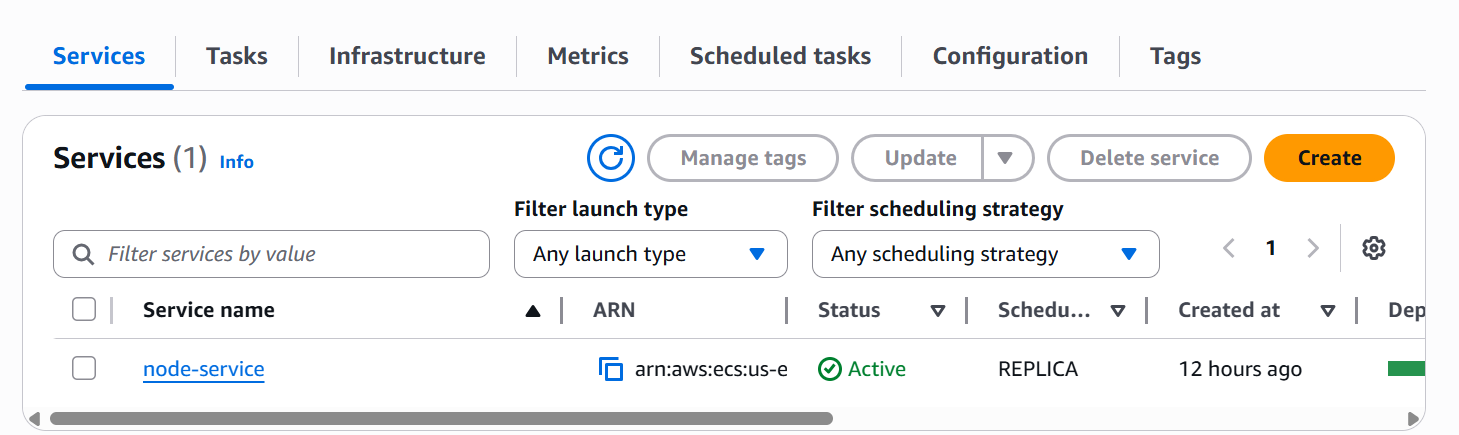 Services Tasks Infrastructure Metrics Scheduled tasks Configuration Tags
Services (1) Info Manage tags Update Delete service Create
Filter launch type Filter scheduling strategy
Filter services by value Any launch type Any scheduling strategy 1
Service name ARN Status Schedu... Created at Dep
node-service arn:aws:ecs:us-e Active REPLICA 12 hours ago